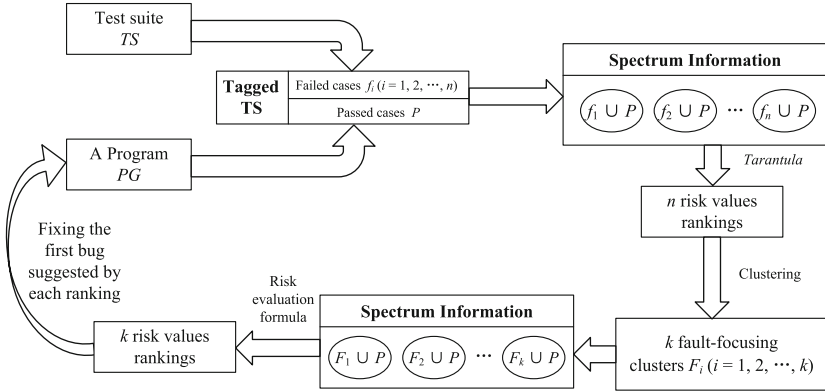 Test suite
TS
Tagged
TS
Failed cases fᵢ (i = 1, 2, ⋯, n)
Passed cases P
Spectrum Information
f₁ ∪ P
f₂ ∪ P
⋯
fₙ ∪ P
Tarantula
A Program
PG
n risk values
rankings
Fixing the
first bug
suggested by
each ranking
Clustering
Risk
evaluation
formula
Spectrum Information
F₁ ∪ P
F₂ ∪ P
⋯
Fₖ ∪ P
k risk values
rankings
k fault-focusing
clusters Fᵢ (i = 1, 2, ⋯, k)